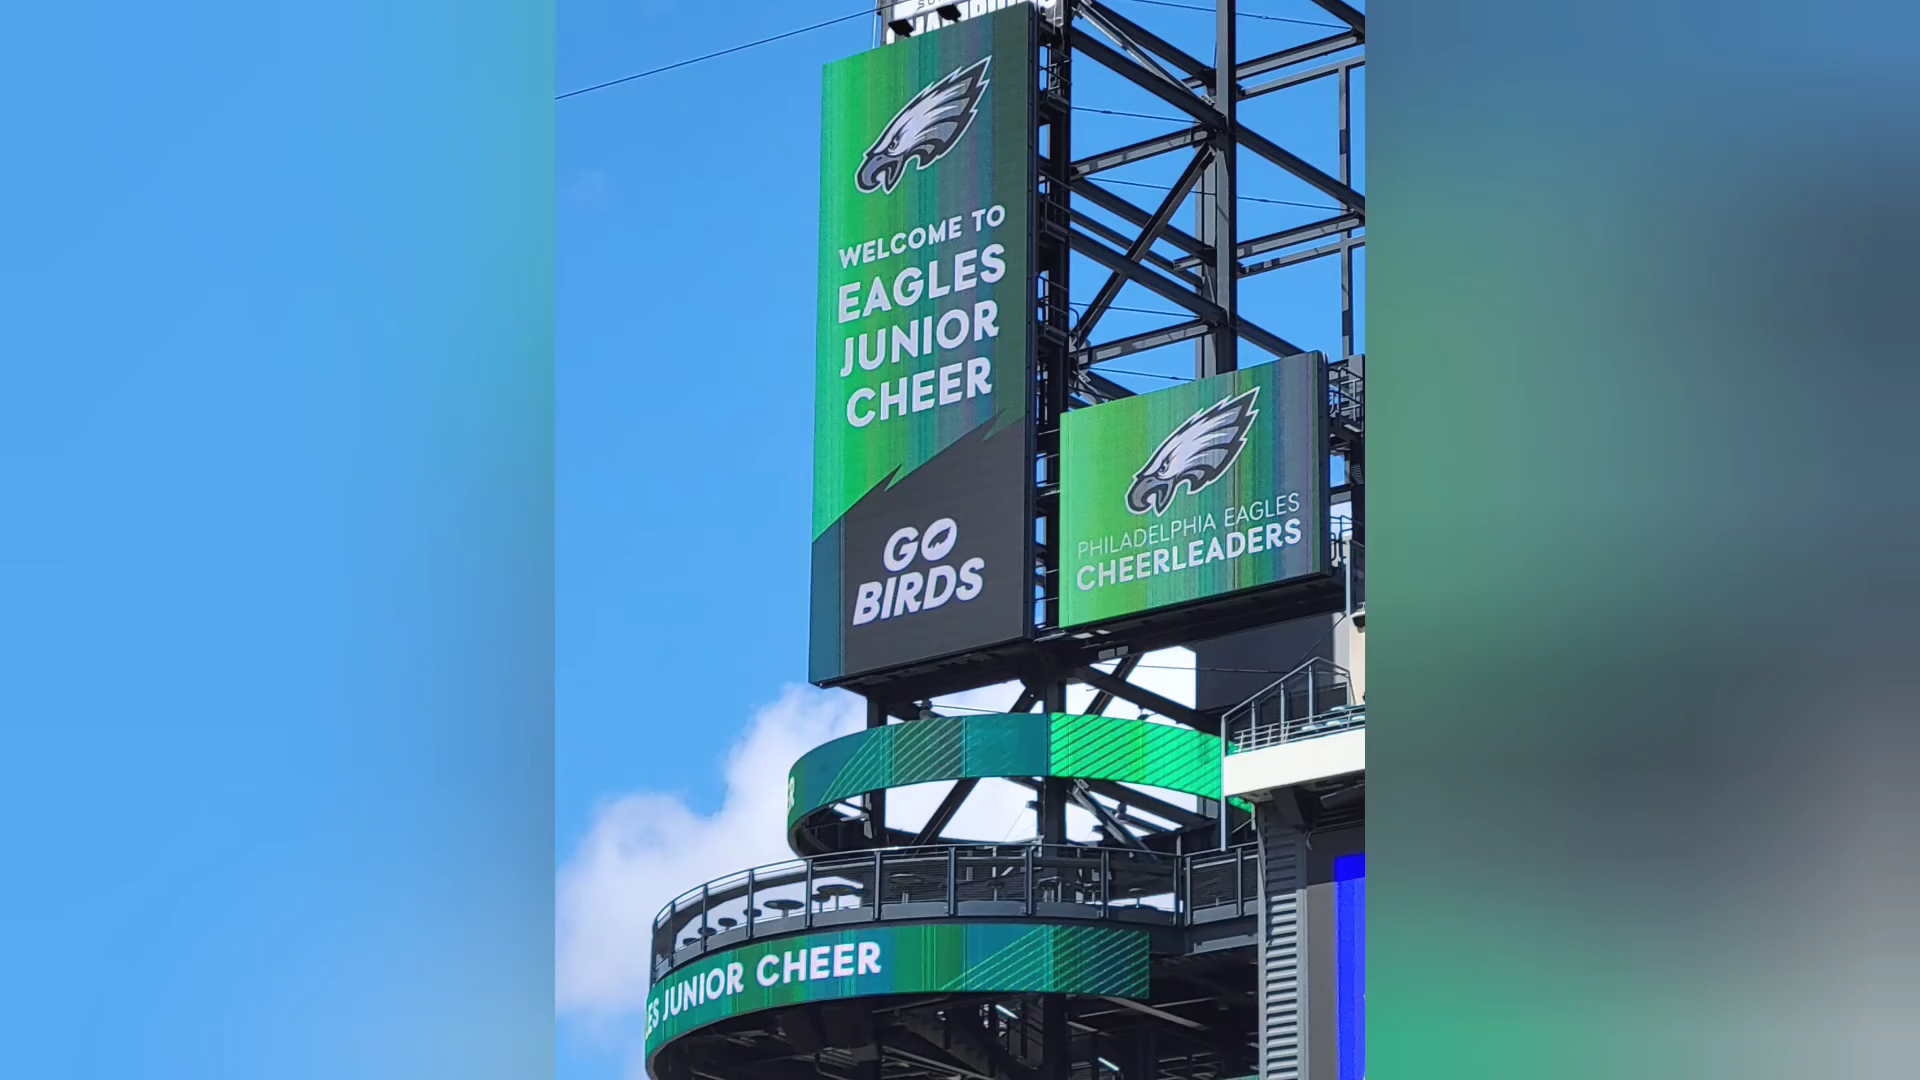 WELCOME TO
EAGLES
JUNIOR
CHEER
GO
BIRDS
PHILADELPHIA EAGLES
CHEERLEADERS
JUNIOR CHEER